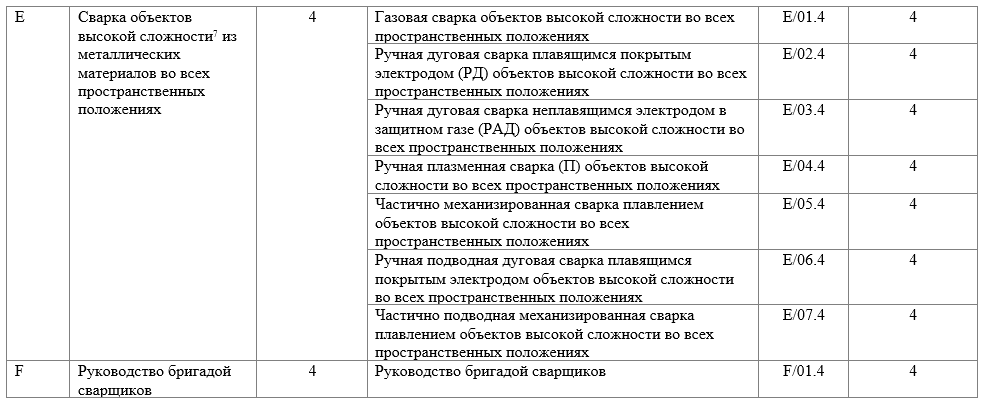 E
Сварка объектов
высокой сложности⁷ из
металлических
материалов во всех
пространственных
положениях
4
Газовая сварка объектов высокой сложности во всех
пространственных положениях
E/01.4
4
Ручная дуговая сварка плавящимся покрытым
электродом (РД) объектов высокой сложности во всех
пространственных положениях
E/02.4
4
Ручная дуговая сварка неплавящимся электродом в
защитном газе (РАД) объектов высокой сложности во
всех пространственных положениях
E/03.4
4
Ручная плазменная сварка (П) объектов высокой
сложности во всех пространственных положениях
E/04.4
4
Частично механизированная сварка плавлением
объектов высокой сложности во всех
пространственных положениях
E/05.4
4
Ручная подводная дуговая сварка плавящимся
покрытым электродом объектов высокой сложности
во всех пространственных положениях
E/06.4
4
Частично подводная механизированная сварка
плавлением объектов высокой сложности во всех
пространственных положениях
E/07.4
4
F
Руководство бригадой
сварщиков
4
Руководство бригадой сварщиков
F/01.4
4